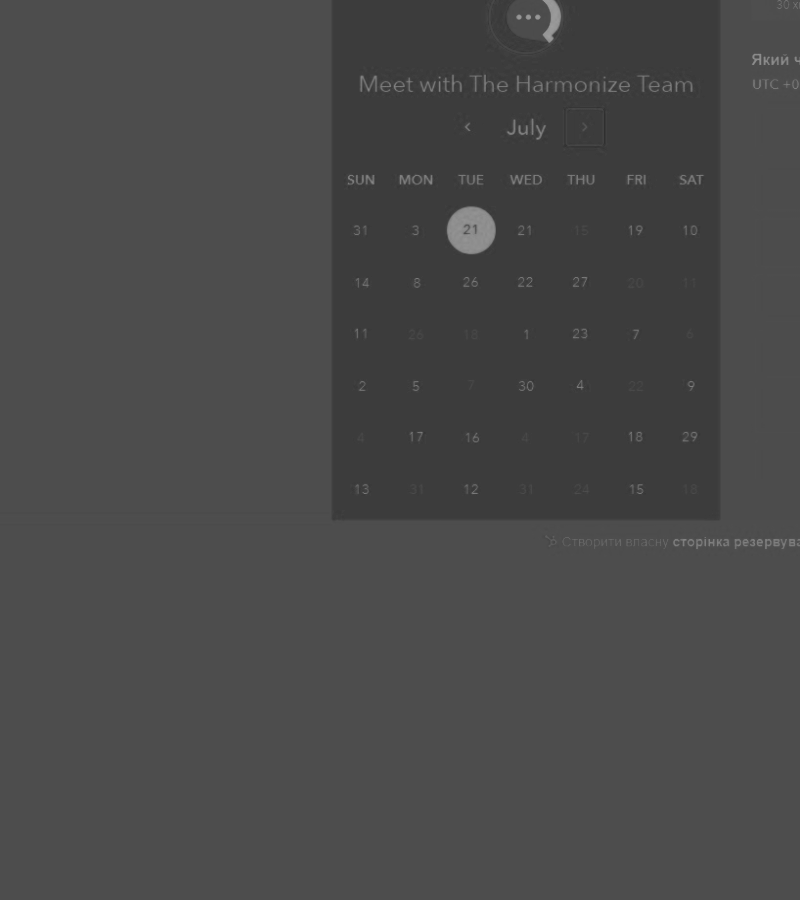 30
Meet with The Harmonize Team
Який
UTC +0
‹ July ›
SUN MON TUE WED THU FRI SAT
31 3 21 21 15 19 10
14 8 26 22 27 20 11
11 26 18 1 23 7 6
2 5 7 30 4 22 9
4 17 16 4 17 18 29
13 31 12 31 24 15 18
Створити власну сторінка